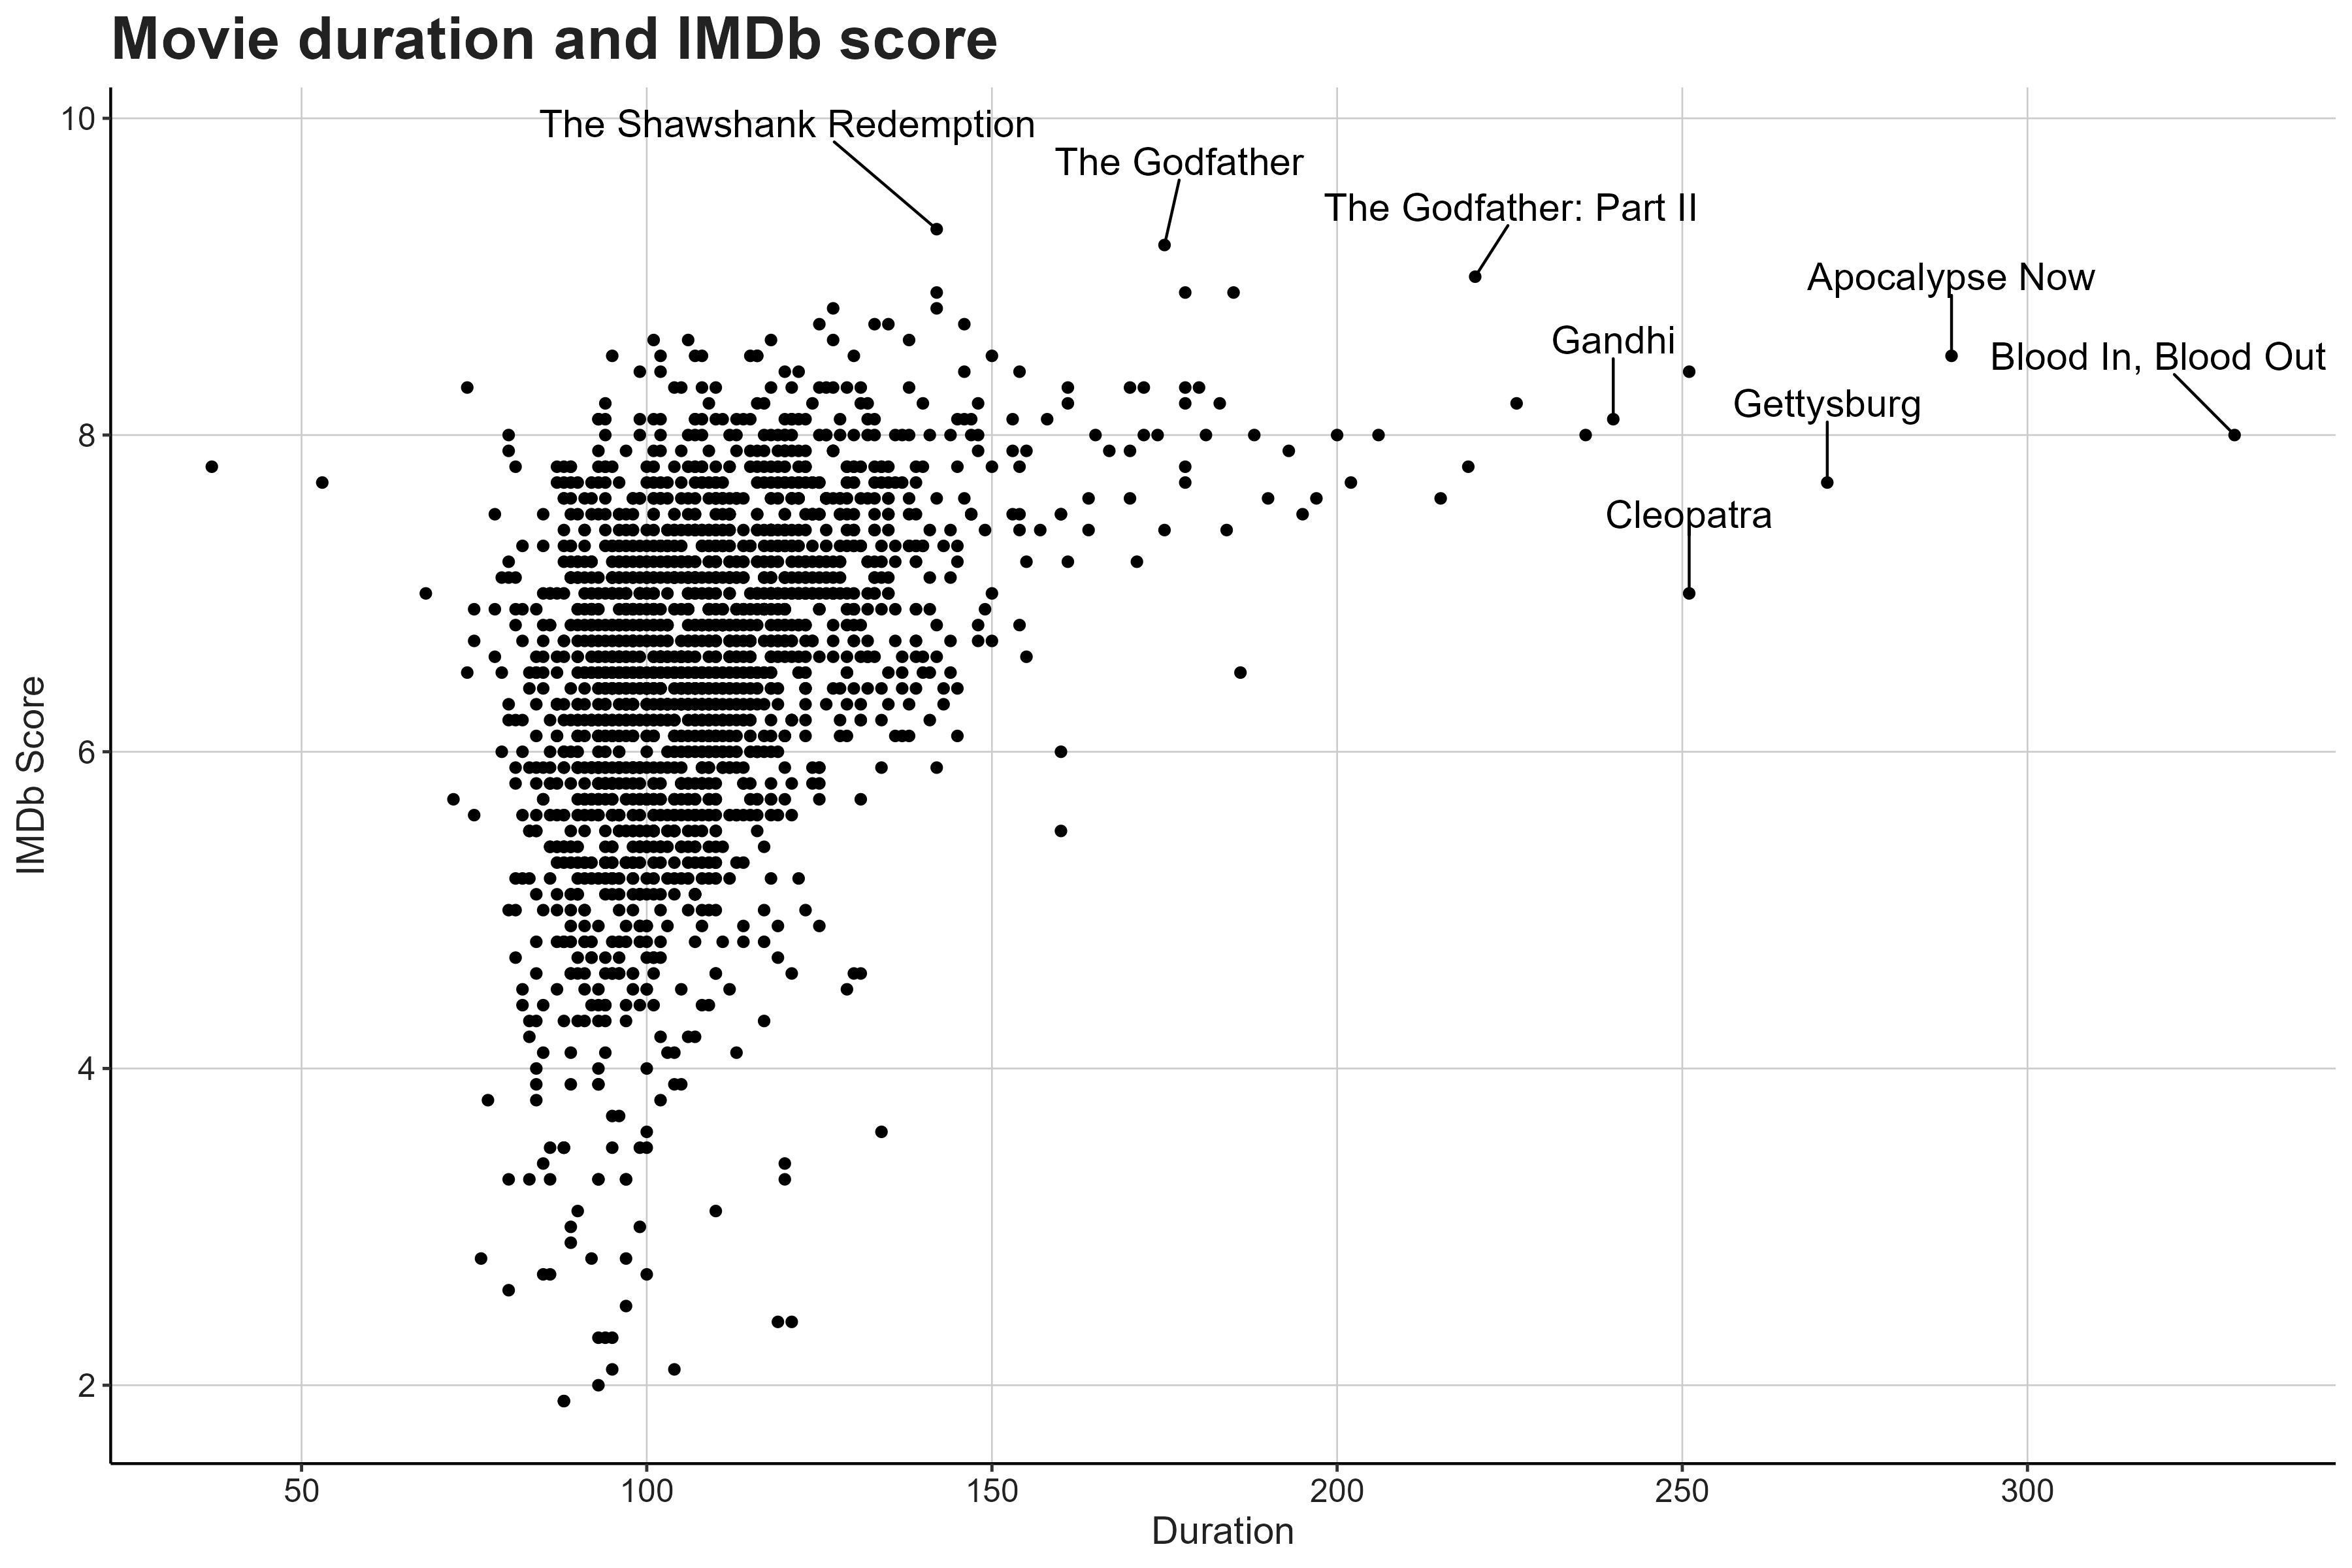 Movie duration and IMDb score
10
The Shawshank Redemption
The Godfather
The Godfather: Part II
Apocalypse Now
Gandhi
Blood In, Blood Out
Gettysburg
8
Cleopatra
IMDb Score
6
4
2
50 100 150 200 250 300
Duration